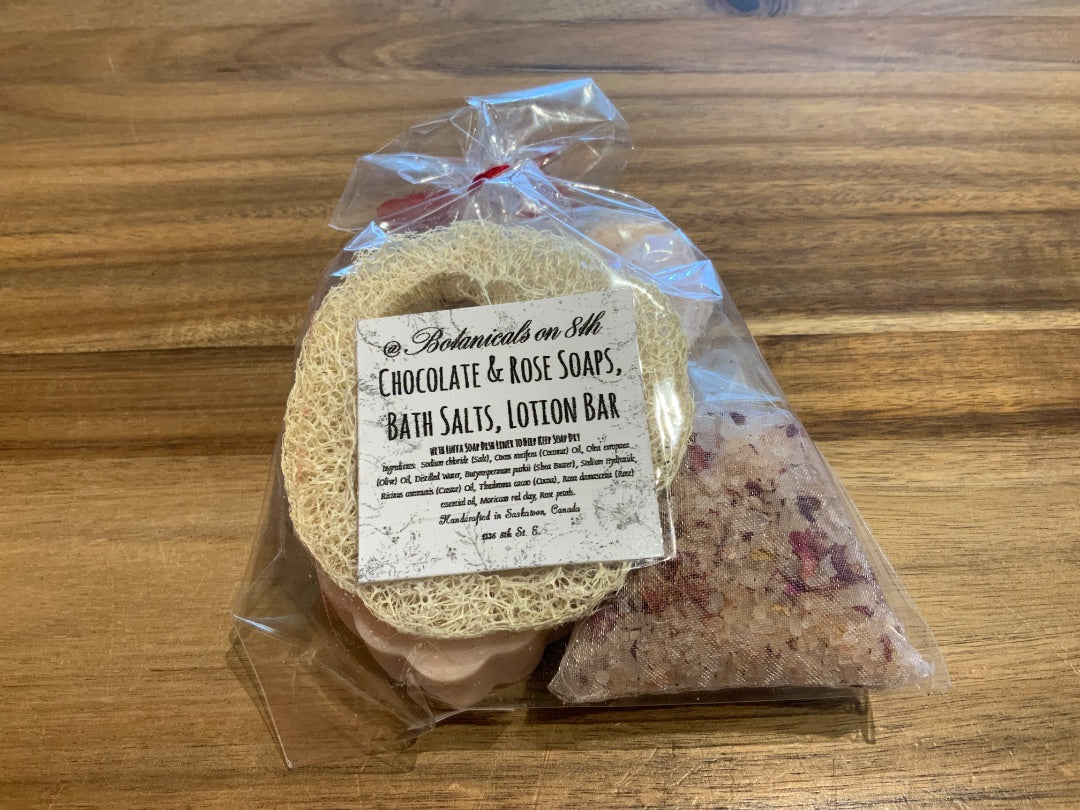 @ Botanicals on 8th
CHOCOLATE & ROSE SOAPS,
BATH SALTS, LOTION BAR
WITH LUFFA SOAP DISH LINER TO HELP KEEP SOAP DRY
Ingredients: Sodium chloride (Salt), Cocos nucifera (Coconut) Oil, Olea europaea
(Olive) Oil, Distilled Water, Butyrospermum parkii (Shea Butter), Sodium Hydroxide,
Ricinus communis (Castor) Oil, Theobroma cacao (Cocoa), Rosa damascena (Rose)
essential oil, Moroccan red clay, Rose petals.
Handcrafted in Saskatoon, Canada
8th St. E.